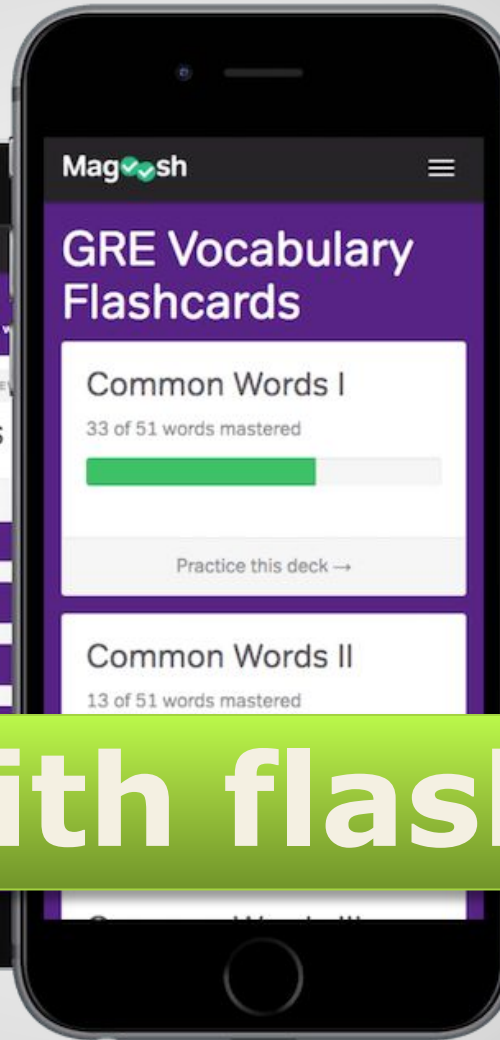 Magoosh
GRE Vocabulary
Flashcards
Common Words I
33 of 51 words mastered
Practice this deck →
Common Words II
13 of 51 words mastered
ith flash